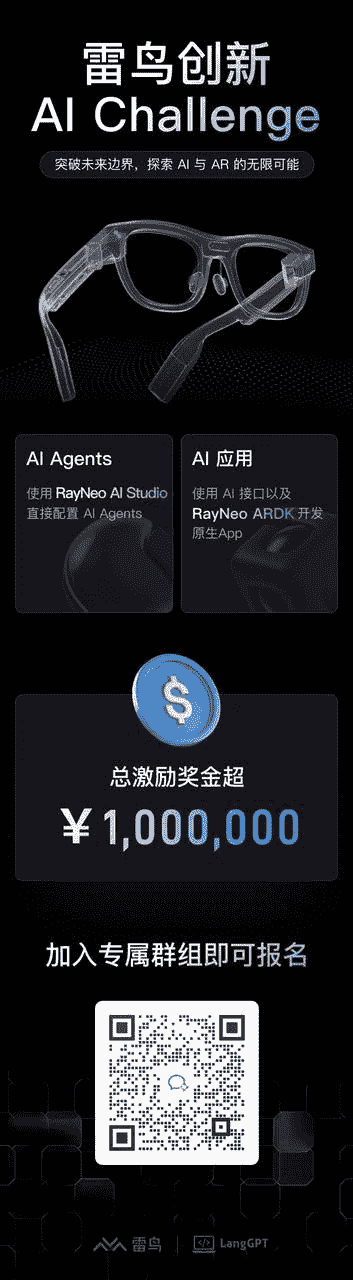 雷鸟创新
AI Challenge
突破未来边界，探索 AI 与 AR 的无限可能
AI Agents
使用 RayNeo AI Studio
直接配置 AI Agents
AI 应用
使用 AI 接口以及
RayNeo ARDK 开发
原生App
$
总激励奖金超
¥1,000,000
加入专属群组即可报名
雷鸟
</> LangGPT